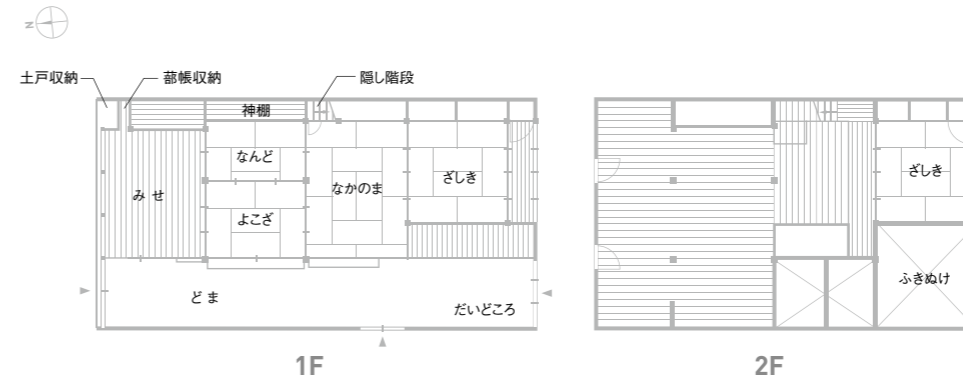 N
土戸収納
蔀帳収納
隠し階段
神棚
なんど
みせ
よこざ
なかのま
ざしき
どま
だいどころ
1F
ざしき
ふきぬけ
2F